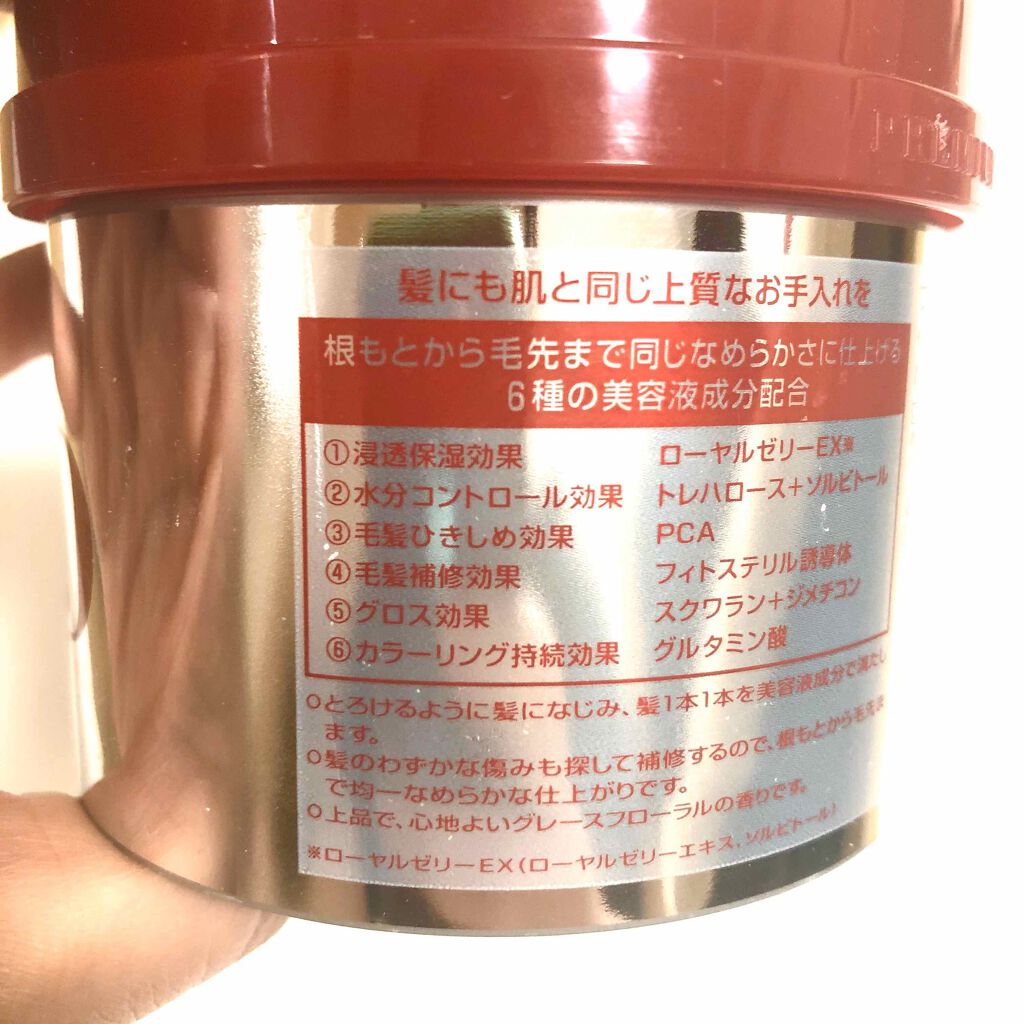 髪にも肌と同じ上質なお手入れを
根もとから毛先まで同じなめらかさに仕上げる
6種の美容液成分配合
①浸透保湿効果 ローヤルゼリーEX※
②水分コントロール効果 トレハロース+ソルビトール
③毛髪ひきしめ効果 PCA
④毛髪補修効果 フィトステリル誘導体
⑤グロス効果 スクワラン+ジメチコン
⑥カラーリング持続効果 グルタミン酸
○とろけるように髪になじみ、髪1本1本を美容液成分で満たし
ます。
○髪のわずかな傷みも探して補修するので、根もとから毛先ま
で均一なめらかな仕上がりです。
○上品で、心地よいグレースフローラルの香りです。
※ローヤルゼリーEX(ローヤルゼリーエキス、ソルビトール)